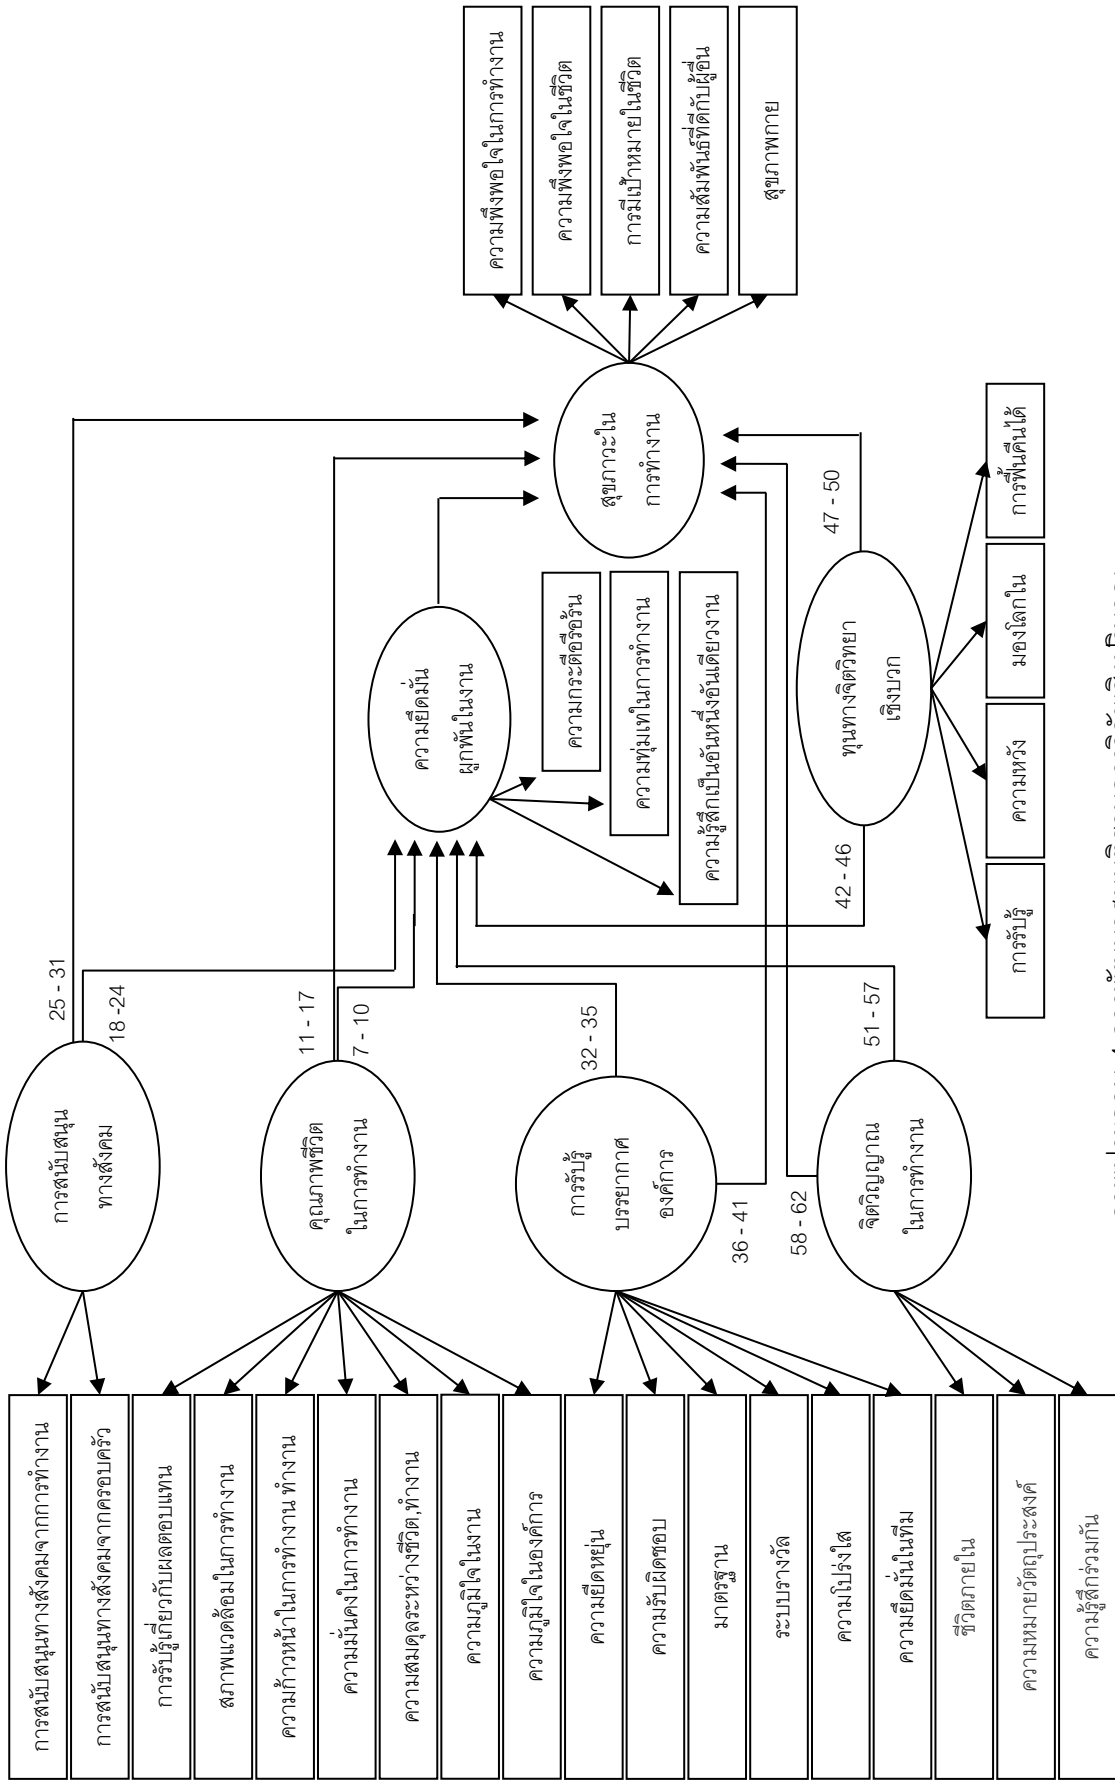 การสนับสนุนทางสังคมจากการทำงาน
การสนับสนุนทางสังคมจากครอบครัว
การรับรู้เกี่ยวกับผลตอบแทน
สภาพแวดล้อมในการทำงาน
ความก้าวหน้าในการทำงาน ทำงาน
ความมั่นคงในการทำงาน
ความสมดุลระหว่างชีวิต,ทำงาน
ความภูมิใจในงาน
ความภูมิใจในองค์การ
ความยืดหยุ่น
ความรับผิดชอบ
มาตรฐาน
ระบบรางวัล
ความโปร่งใส
ความยึดมั่นในทีม
ชีวิตภายใน
ความหมายวัตถุประสงค์
ความรู้สึกร่วมกัน
การสนับสนุน
ทางสังคม
คุณภาพชีวิต
ในการทำงาน
การรับรู้
บรรยากาศ
องค์การ
จิตวิญญาณ
ในการทำงาน
25 - 31
18 -24
11 - 17
7 - 10
32 - 35
36 - 41
51 - 57
58 - 62
42 - 46
47 - 50
ความยึดมั่น
ผูกพันในงาน
ความกระตือรือร้น
ความทุ่มเทในการทำงาน
ความรู้สึกเป็นอันหนึ่งอันเดียวงาน
ทุนทางจิตวิทยา
เชิงบวก
การรับรู้
ความหวัง
มองโลกใน
การฟื้นคืนได้
สุขภาวะใน
การทำงาน
ความพึงพอใจในการทำงาน
ความพึงพอใจในชีวิต
การมีเป้าหมายในชีวิต
ความสัมพันธ์ที่ดีกับผู้อื่น
สุขภาพกาย